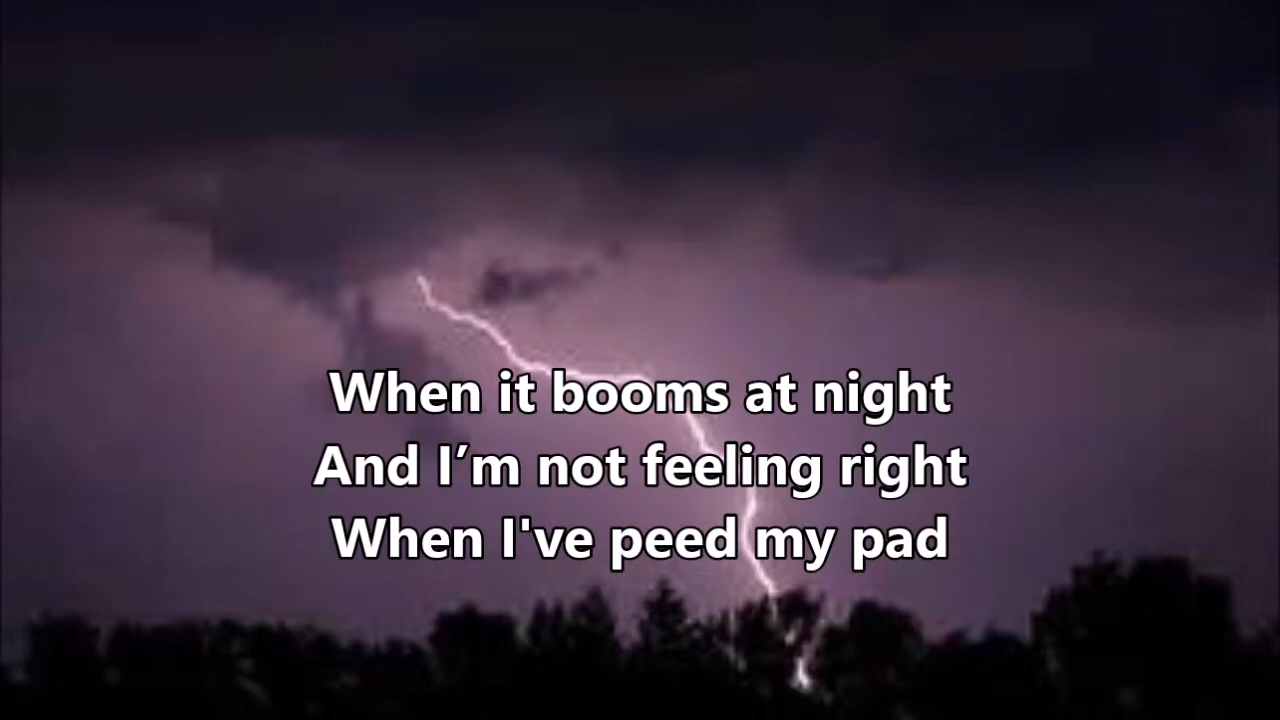 When it booms at night
And I’m not feeling right
When I've peed my pad